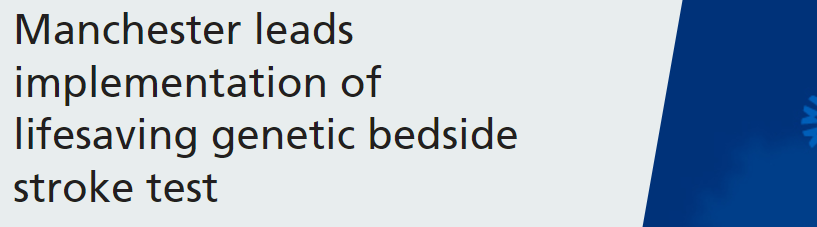 Manchester leads
implementation of
lifesaving genetic bedside
stroke test